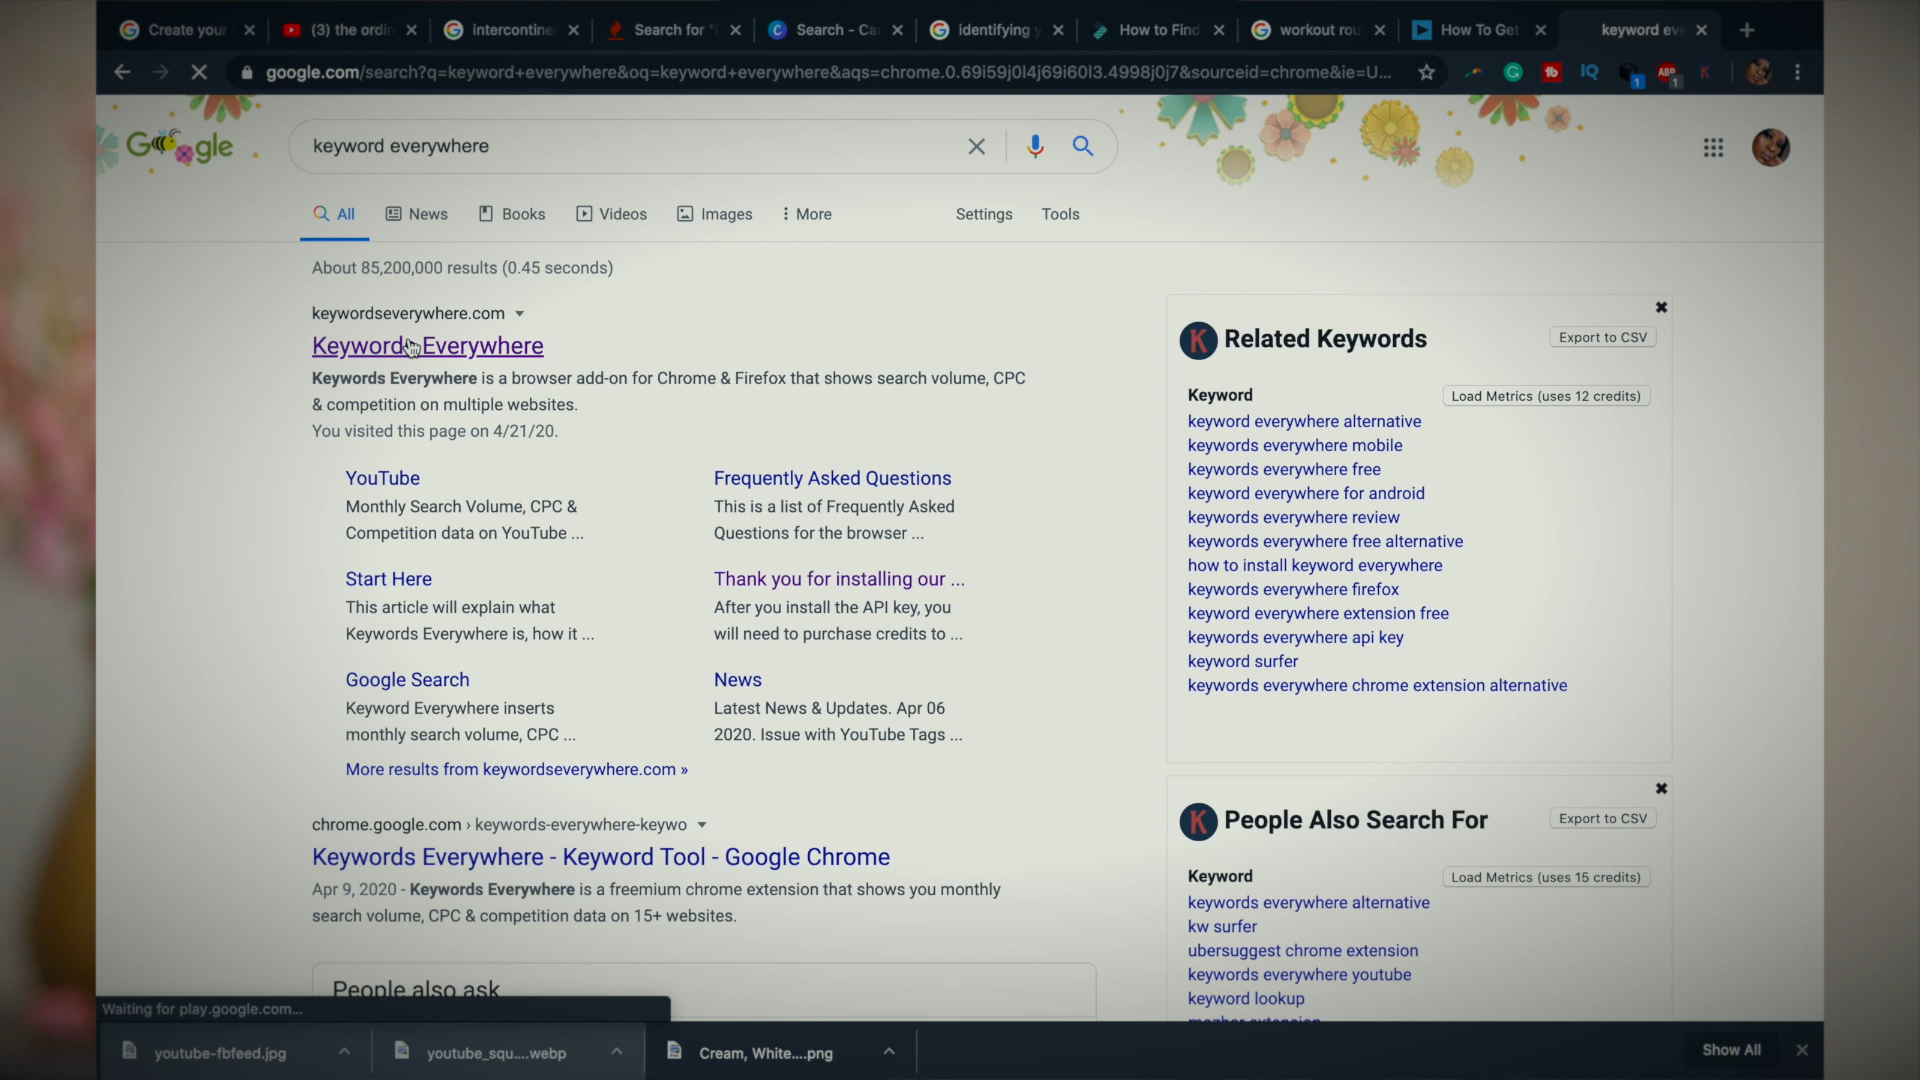 Create your
(3) the ordin
intercontine
Search for "i
Search - Ca
identifying y
How to Find
workout rou
How To Get
keyword eve
google.com/search?q=keyword+everywhere&oq=keyword+everywhere&aqs=chrome.0.69i59j0l4j69i60l3.4998j0j7&sourceid=chrome&ie=U...
Google
keyword everywhere
All
News
Books
Videos
Images
More
Settings
Tools
About 85,200,000 results (0.45 seconds)
keywordseverywhere.com
Keywords Everywhere
Keywords Everywhere is a browser add-on for Chrome & Firefox that shows search volume, CPC
& competition on multiple websites.
You visited this page on 4/21/20.
YouTube
Monthly Search Volume, CPC &
Competition data on YouTube ...
Frequently Asked Questions
This is a list of Frequently Asked
Questions for the browser ...
Start Here
This article will explain what
Keywords Everywhere is, how it ...
Thank you for installing our ...
After you install the API key, you
will need to purchase credits to ...
Google Search
Keyword Everywhere inserts
monthly search volume, CPC ...
News
Latest News & Updates. Apr 06
2020. Issue with YouTube Tags ...
More results from keywordseverywhere.com »
chrome.google.com › keywords-everywhere-keywo
Keywords Everywhere - Keyword Tool - Google Chrome
Apr 9, 2020 - Keywords Everywhere is a freemium chrome extension that shows you monthly
search volume, CPC & competition data on 15+ websites.
People also ask
Related Keywords
Export to CSV
Keyword
Load Metrics (uses 12 credits)
keyword everywhere alternative
keywords everywhere mobile
keywords everywhere free
keyword everywhere for android
keywords everywhere review
keywords everywhere free alternative
how to install keyword everywhere
keywords everywhere firefox
keyword everywhere extension free
keywords everywhere api key
keyword surfer
keywords everywhere chrome extension alternative
People Also Search For
Export to CSV
Keyword
Load Metrics (uses 15 credits)
keywords everywhere alternative
kw surfer
ubersuggest chrome extension
keywords everywhere youtube
keyword lookup
Waiting for play.google.com...
youtube-fbfeed.jpg
youtube_squ....webp
Cream, White....png
Show All